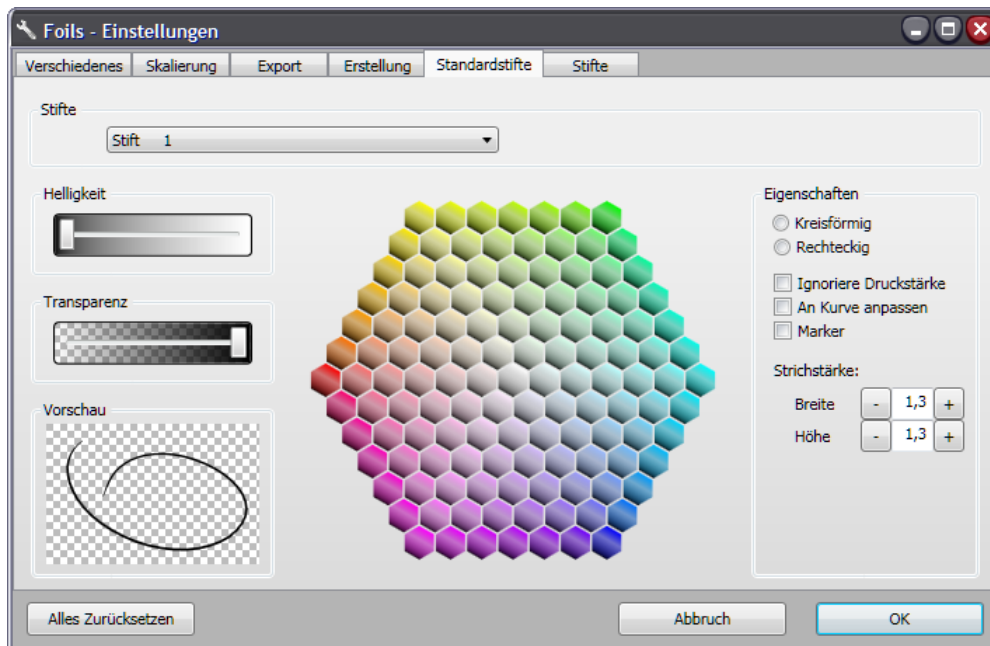 Foils - Einstellungen
Verschiedenes Skalierung Export Erstellung Standardstifte Stifte
Stifte
Stift 1
Helligkeit
Transparenz
Vorschau
Eigenschaften
Kreisförmig
Rechteckig
Ignoriere Druckstärke
An Kurve anpassen
Marker
Strichstärke:
Breite - 1,3 +
Höhe - 1,3 +
Alles Zurücksetzen Abbruch OK